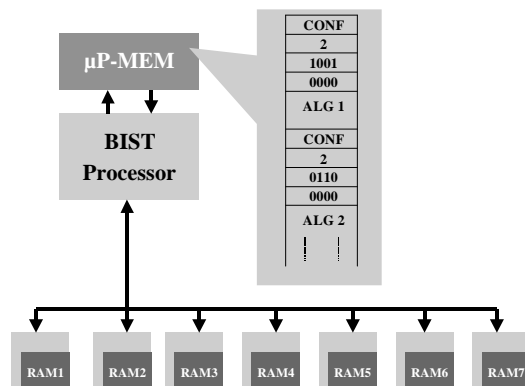 µP-MEM
BIST
Processor
CONF
2
1001
0000
ALG 1
CONF
2
0110
0000
ALG 2
RAM1 RAM2 RAM3 RAM4 RAM5 RAM6 RAM7